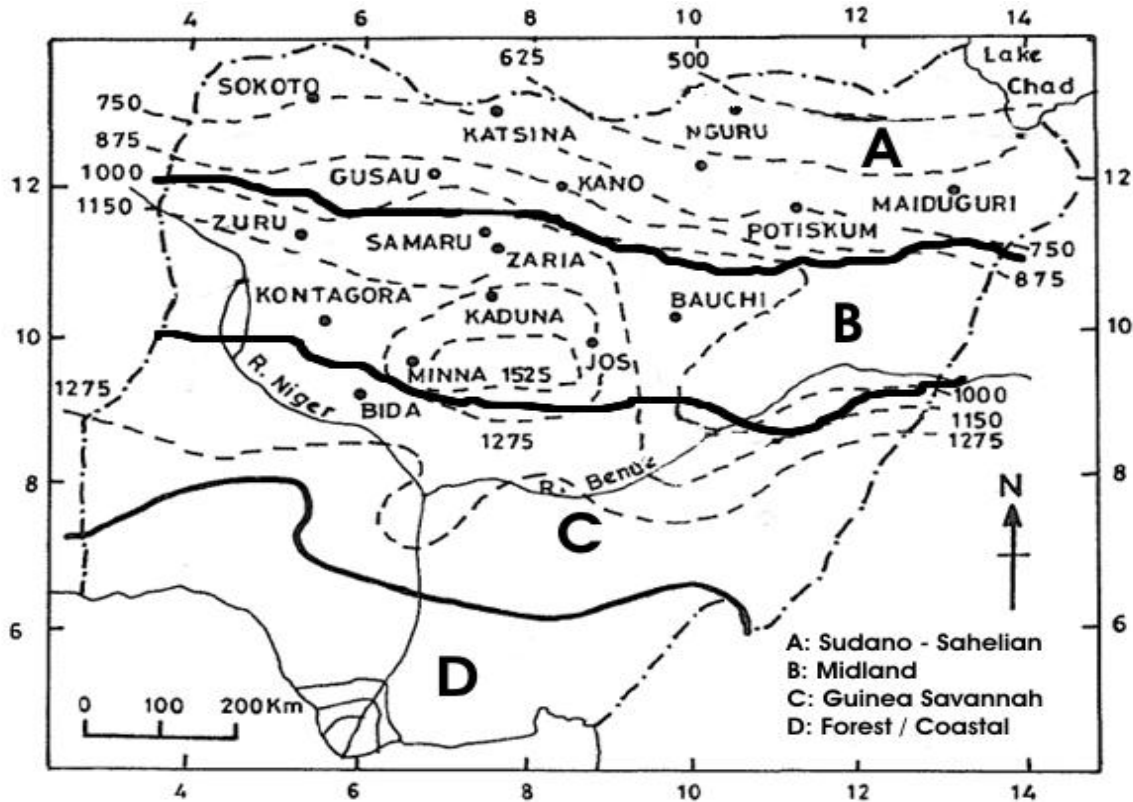 4 6 8 10 12 14
625 500 Lake
Chad
SOKOTO
750
KATSINA NGURU
A
875
GUSAU KANO
1000
12 12
MAIDUGURI
1150
ZURU
SAMARU POTISKUM
ZARIA
750
875
KONTAGORA
KADUNA BAUCHI
B
10 10
JOS
MINNA 1525
R. Niger
1275
BIDA
1000
1150
1275
1275
8 8
R. Benue
N
C
6 6
A: Sudano - Sahelian
B: Midland
C: Guinea Savannah
D: Forest / Coastal
D
0 100 200 Km
4 6 8 10 12 14